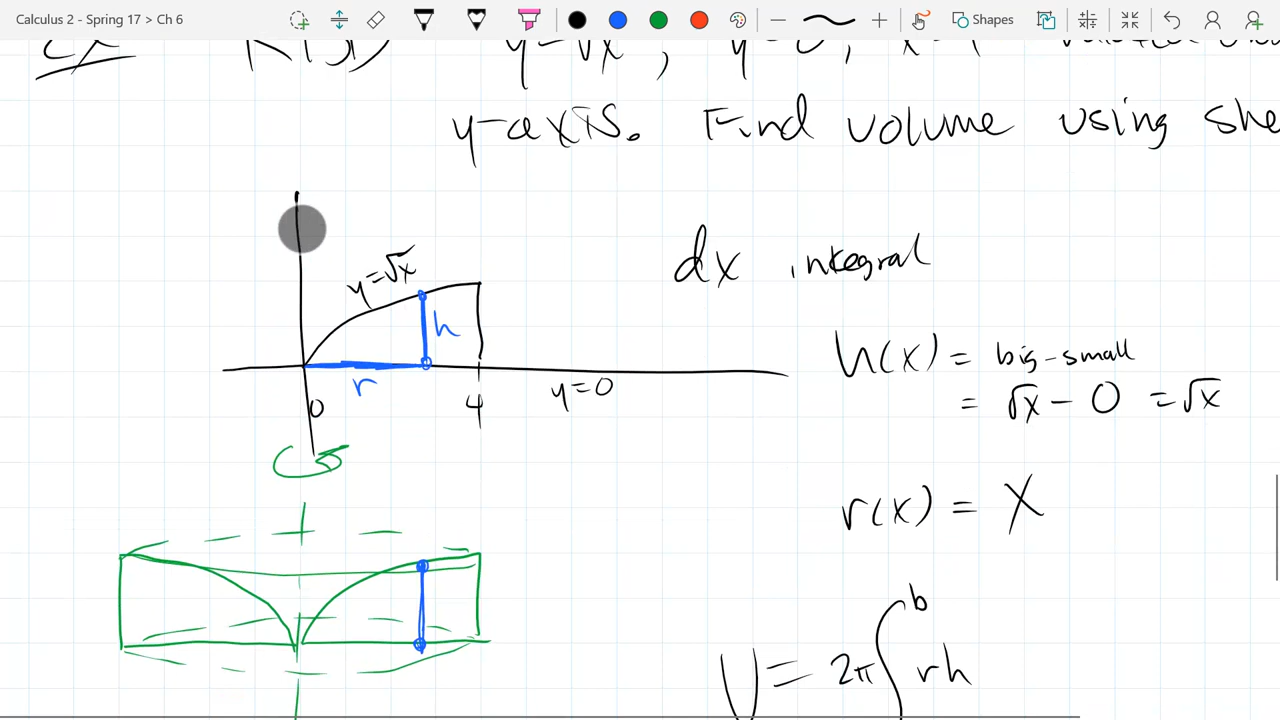 Calculus 2 - Spring 17 > Ch 6
Shapes
y=√x, y=0,
y-axis. Find volume using
y=√x
dx integral
h
h(x) = big-small
r
y=0
0
4
= √x - 0 = √x
r(x) = x
b
V = 2π∫ rh